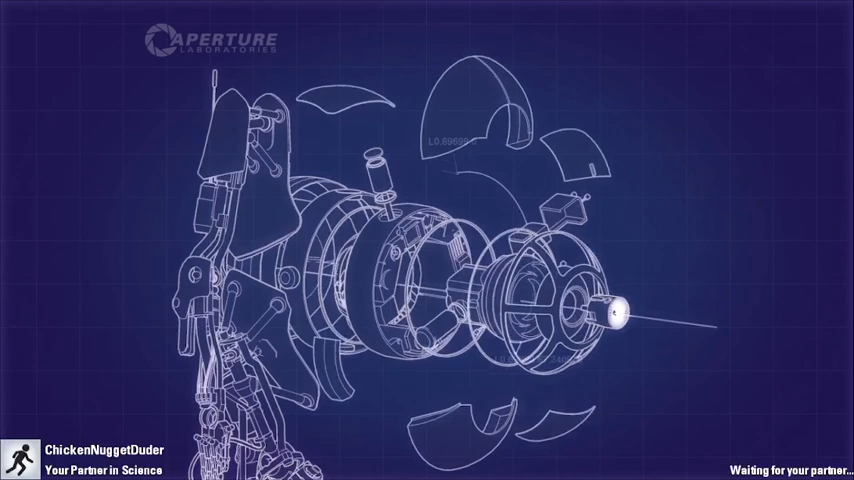 APERTURE
LABORATORIES
ChickenNuggetDuder
Your Partner in Science
Waiting for your partner...